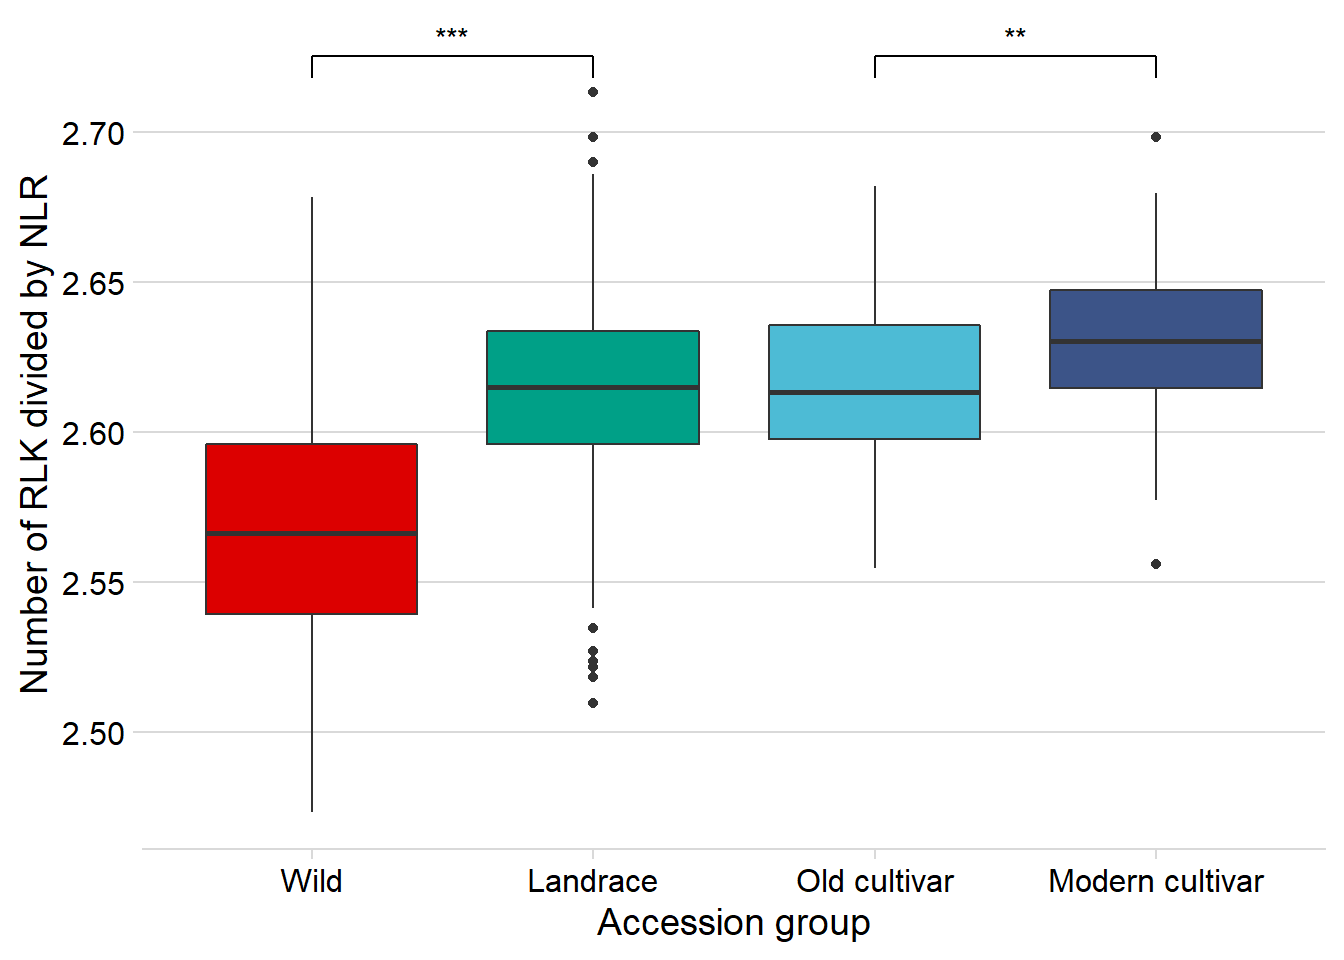 ***
**
Number of RLK divided by NLR
2.70
2.65
2.60
2.55
2.50
Wild
Landrace
Old cultivar
Modern cultivar
Accession group